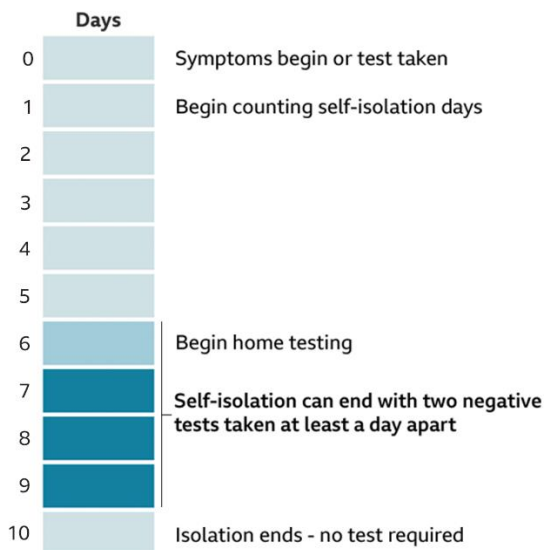 Days
0 Symptoms begin or test taken
1 Begin counting self-isolation days
2
3
4
5
6 Begin home testing
7
Self-isolation can end with two negative
tests taken at least a day apart
8
9
10 Isolation ends - no test required